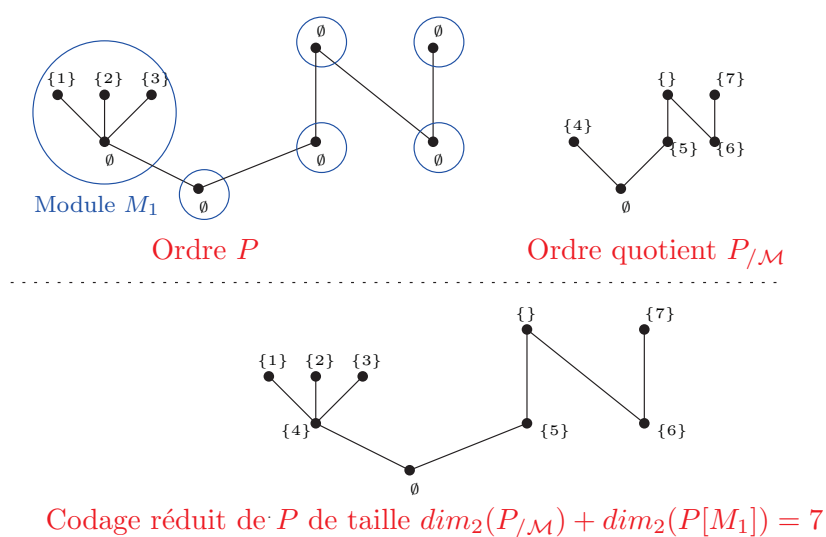 ∅ ∅
{1} {2} {3} {} {7}
{4}
∅ ∅ ∅ {5} {6}
Module M₁ ∅ ∅
Ordre P Ordre quotient P/ℳ
{} {7}
{1} {2} {3}
{4} {5} {6}
∅
Codage réduit de P de taille dim₂(P/ℳ) + dim₂(P[M₁]) = 7